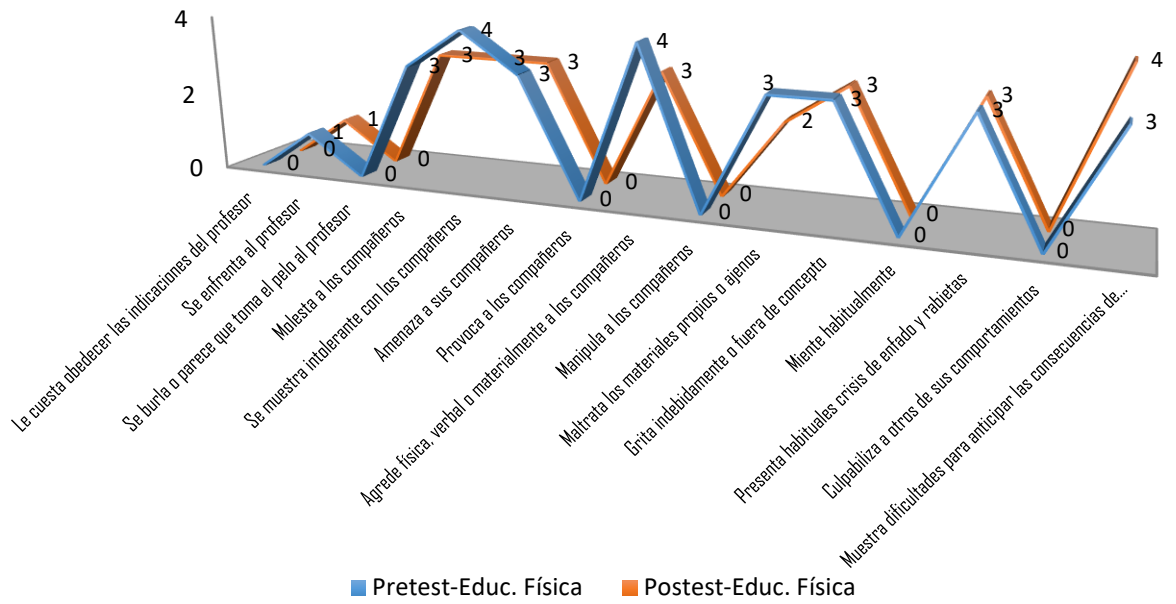 4
2
0
0
1
0
3
4
3
0
4
0
3
3
0
3
0
3
0
1
0
3
3
0
3
0
2
3
0
3
0
4
Le cuesta obedecer las indicaciones del profesor
Se enfrenta al profesor
Se burla o parece que toma el pelo al profesor
Molesta a los compañeros
Se muestra intolerante con los compañeros
Amenaza a sus compañeros
Provoca a los compañeros
Agrede física, verbal o materialmente a los compañeros
Manipula a los compañeros
Maltrata los materiales propios o ajenos
Grita indebidamente o fuera de concepto
Miente habitualmente
Presenta habituales crisis de enfado y rabietas
Culpabiliza a otros de sus comportamientos
Muestra dificultades para anticipar las consecuencias de...
Pretest-Educ. Física
Postest-Educ. Física